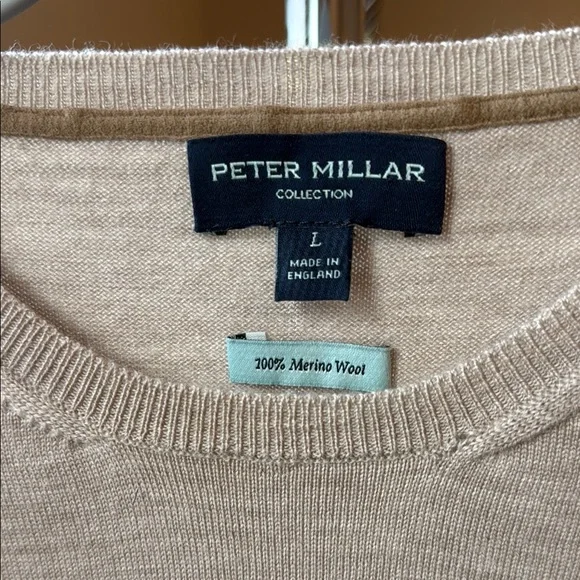 PETER MILLAR
COLLECTION
L
MADE IN
ENGLAND
100% Merino Wool